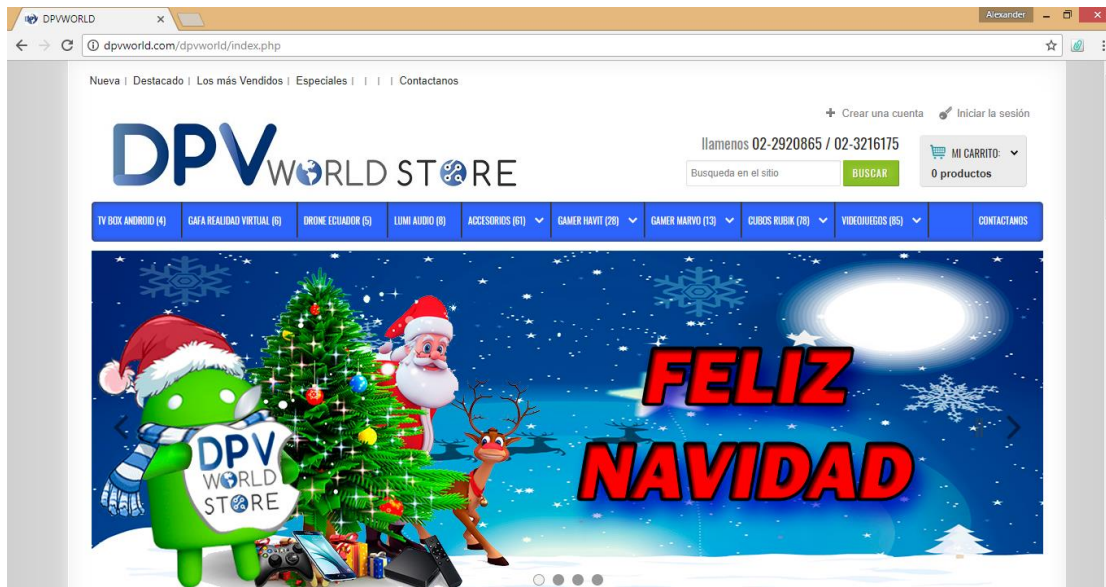 DPVWORLD
Alexander
dpvworld.com/dpvworld/index.php
Nueva | Destacado | Los más Vendidos | Especiales | | | | Contactanos
Crear una cuenta Iniciar la sesión
DPV WORLD STORE
llamenos 02-2920865 / 02-3216175
MI CARRITO:
0 productos
Busqueda en el sitio
BUSCAR
TV BOX ANDROID (4) GAFA REALIDAD VIRTUAL (6) DRONE ECUADOR (5) LUMI AUDIO (8) ACCESORIOS (61) GAMER HAVIT (28) GAMER MARVO (13) CUBOS RUBIK (78) VIDEOJUEGOS (85) CONTACTANOS
FELIZ
NAVIDAD
DPV
WORLD
STORE